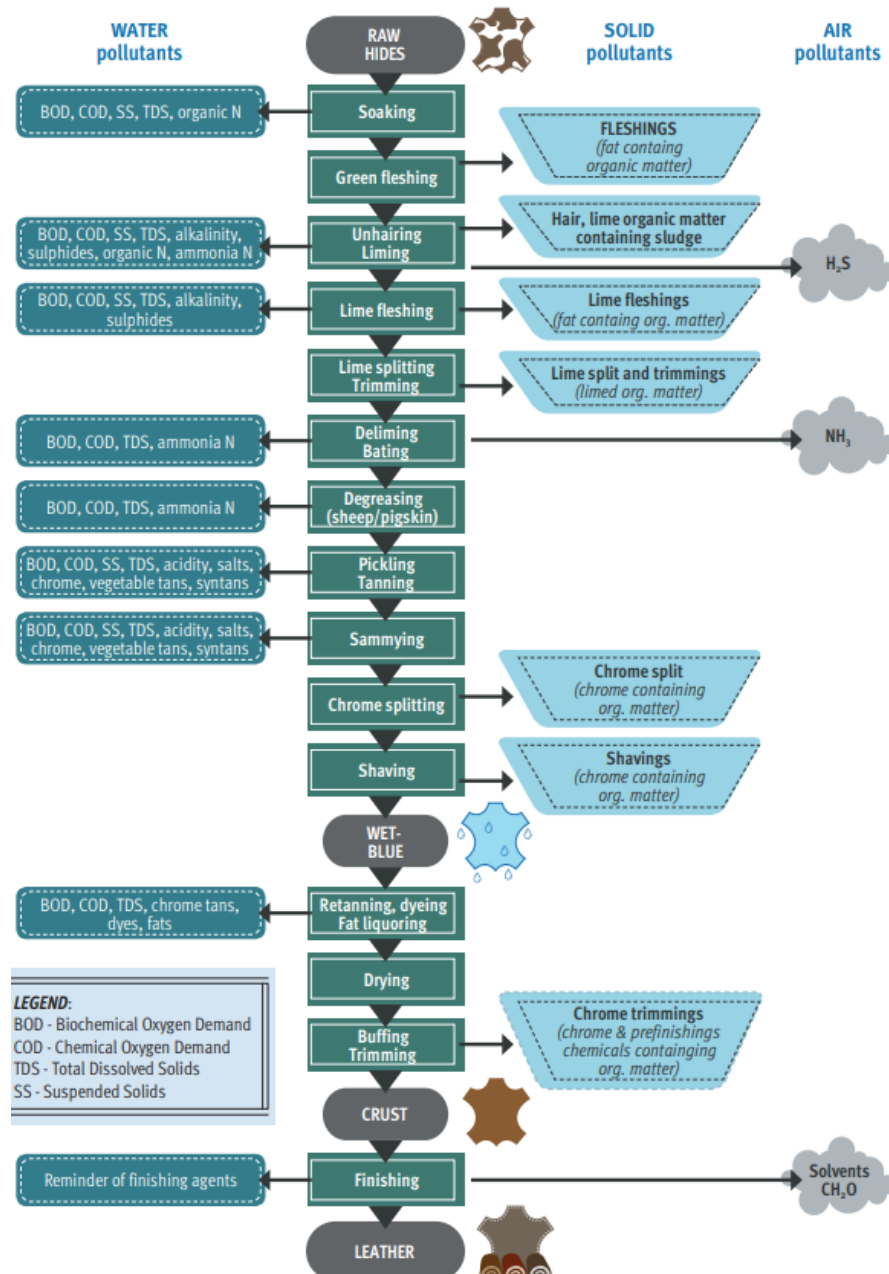 WATER
pollutants
RAW
HIDES
SOLID
pollutants
AIR
pollutants
BOD, COD, SS, TDS, organic N
Soaking
FLESHINGS
(fat containg
organic matter)
Green fleshing
BOD, COD, SS, TDS, alkalinity,
sulphides, organic N, ammonia N
Unhairing
Liming
Hair, lime organic matter
containing sludge
H₂S
BOD, COD, SS, TDS, alkalinity,
sulphides
Lime fleshing
Lime fleshings
(fat containg org. matter)
Lime splitting
Trimming
Lime split and trimmings
(limed org. matter)
BOD, COD, TDS, ammonia N
Deliming
Bating
NH₃
BOD, COD, TDS, ammonia N
Degreasing
(sheep/pigskin)
BOD, COD, SS, TDS, acidity, salts,
chrome, vegetable tans, syntans
Pickling
Tanning
BOD, COD, SS, TDS, acidity, salts,
chrome, vegetable tans, syntans
Sammying
Chrome splitting
Chrome split
(chrome containing
org. matter)
Shaving
Shavings
(chrome containing
org. matter)
WET-
BLUE
BOD, COD, TDS, chrome tans,
dyes, fats
Retanning, dyeing
Fat liquoring
Drying
LEGEND:
BOD - Biochemical Oxygen Demand
COD - Chemical Oxygen Demand
TDS - Total Dissolved Solids
SS - Suspended Solids
Buffing
Trimming
Chrome trimmings
(chrome & prefinishings
chemicals containging
org. matter)
CRUST
Reminder of finishing agents
Finishing
Solvents
CH₂O
LEATHER